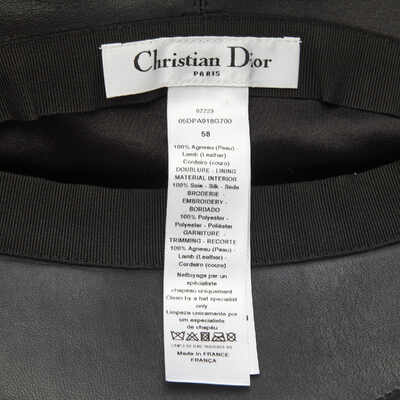 Christian Dior
PARIS
07223
05DPA918G700
58
100% Agneau (Peau) -
Lamb (Leather)
Cordeiro (couro)
DOUBLURE - LINING
MATERIAL INTERIOR
100% Soie - Silk - Seda
BRODERIE -
EMBROIDERY -
BORDADO
100% Polyester -
Polyester - Poliéster
GARNITURE -
TRIMMING - RECORTE
100% Agneau (Peau) -
Lamb (Leather)
Cordeiro (couro)
Nettoyage par un
spécialiste
chapeau uniquement
Clean by a hat specialist
only
Limpeza unicamente por
um especialista
de chapéu
Made in FRANCE
FRANÇA